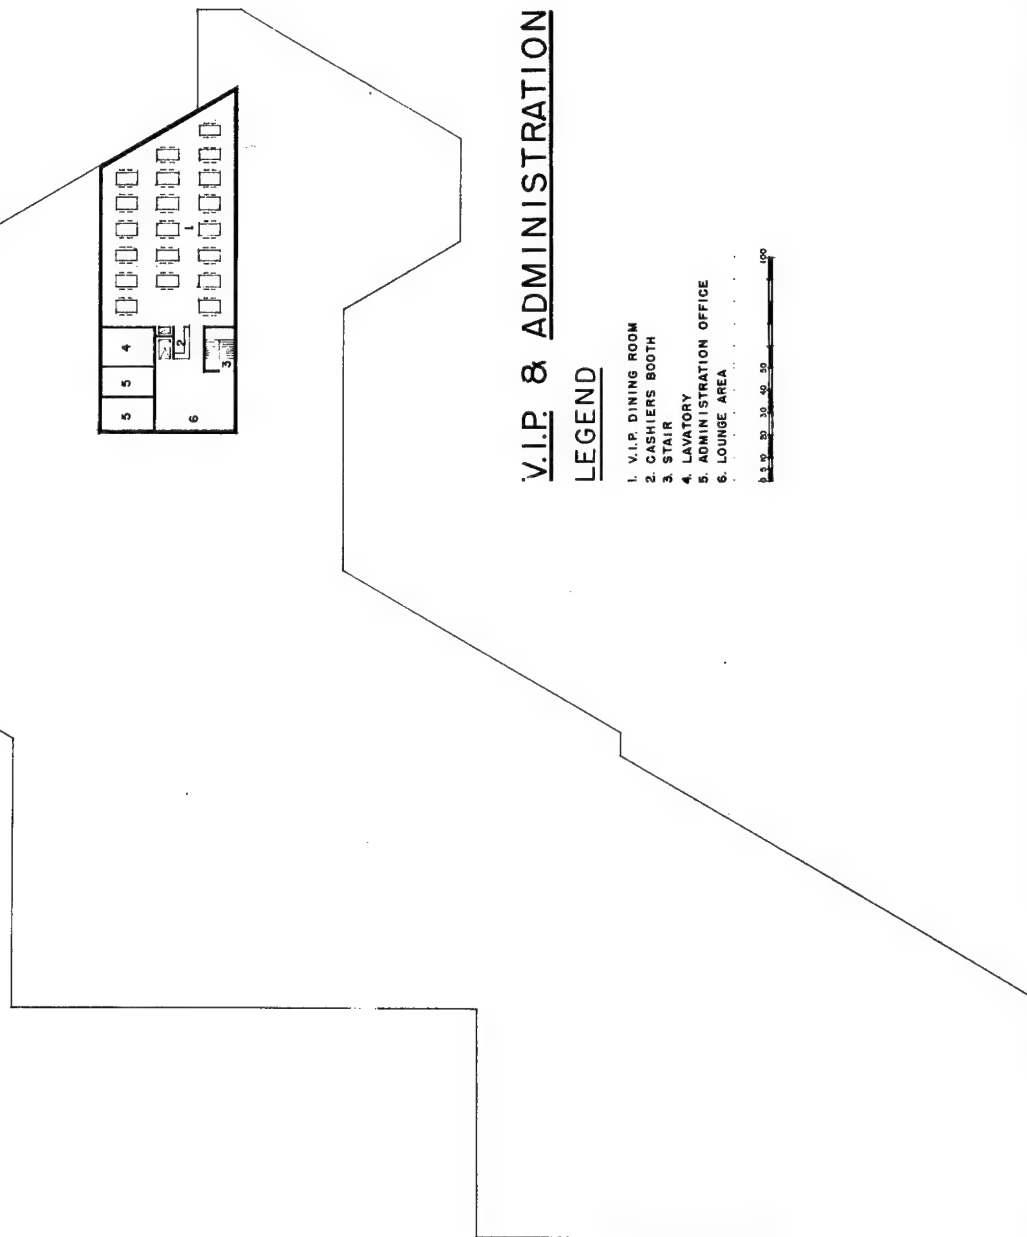 V.I.P. & ADMINISTRATION
LEGEND
1. V.I.P. DINING ROOM
2. CASHIERS BOOTH
3. STAIR
4. LAVATORY
5. ADMINISTRATION OFFICE
6. LOUNGE AREA
0 5 10 20 30 40 50 100
5
5
4
6
2
3
1